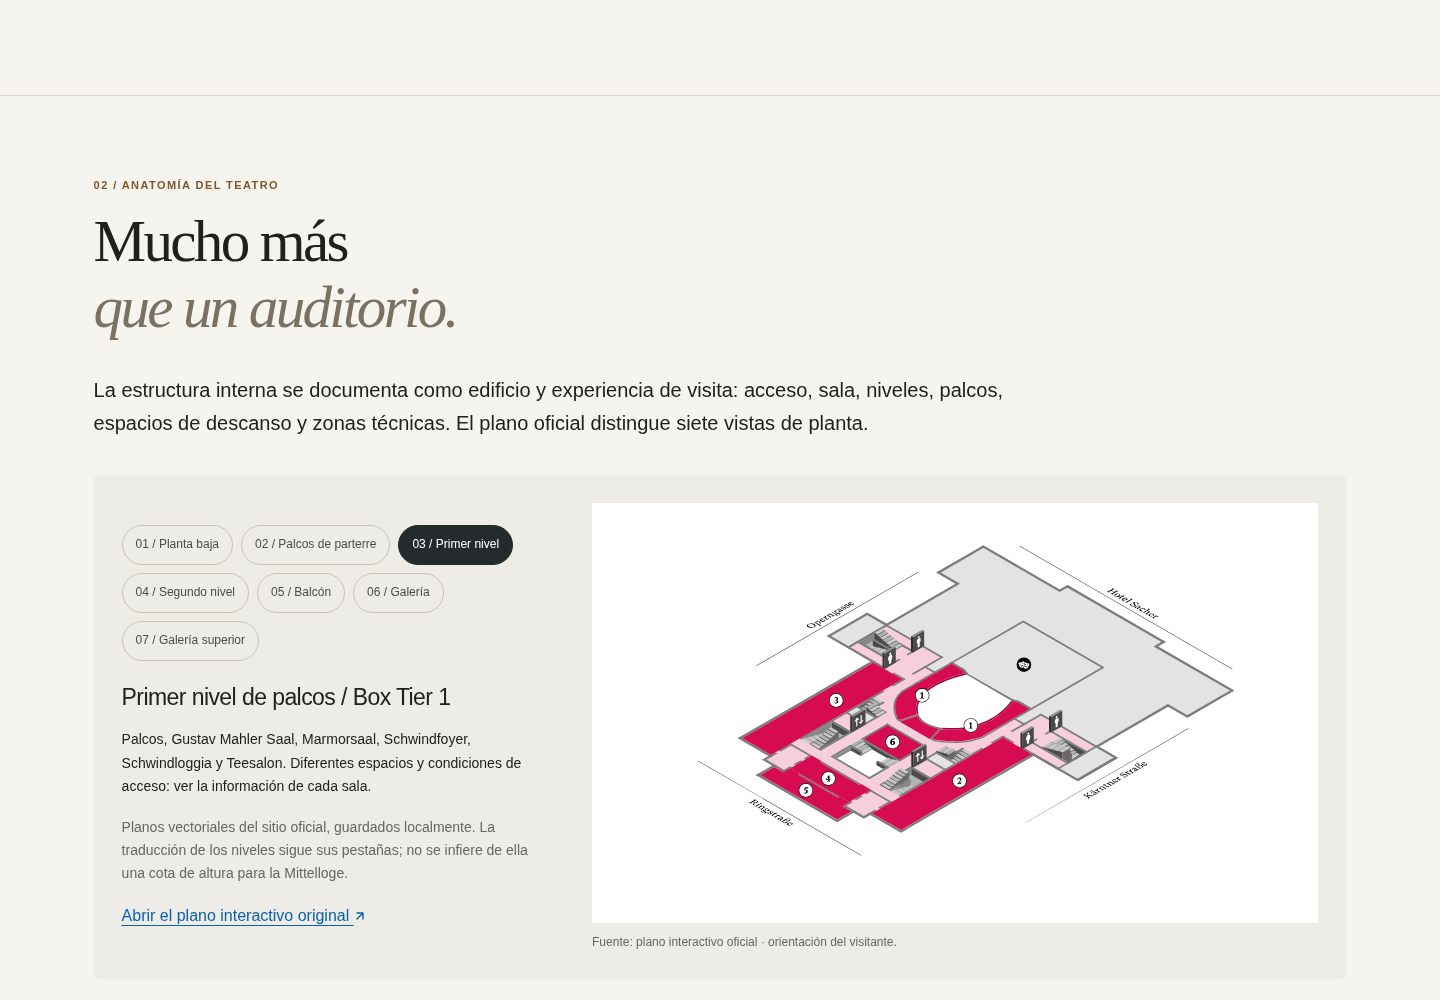 02 / ANATOMÍA DEL TEATRO
Mucho más
que un auditorio.
La estructura interna se documenta como edificio y experiencia de visita: acceso, sala, niveles, palcos,
espacios de descanso y zonas técnicas. El plano oficial distingue siete vistas de planta.
01 / Planta baja
02 / Palcos de parterre
03 / Primer nivel
04 / Segundo nivel
05 / Balcón
06 / Galería
07 / Galería superior
Primer nivel de palcos / Box Tier 1
Palcos, Gustav Mahler Saal, Marmorsaal, Schwindfoyer,
Schwindloggia y Teesalon. Diferentes espacios y condiciones de
acceso: ver la información de cada sala.
Planos vectoriales del sitio oficial, guardados localmente. La
traducción de los niveles sigue sus pestañas; no se infiere de ella
una cota de altura para la Mittelloge.
Abrir el plano interactivo original
Operngasse
Hotel Sacher
3
1
1
6
4
5
2
Ringstraße
Kärntner Straße
Fuente: plano interactivo oficial · orientación del visitante.